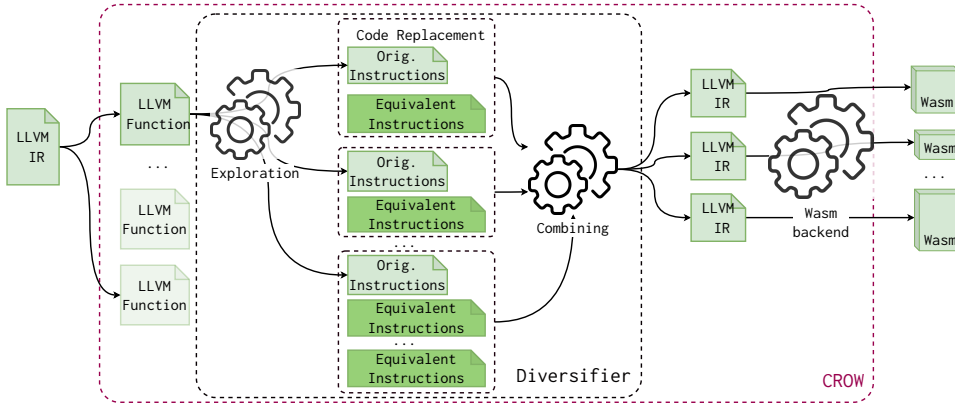 LLVM
IR
LLVM
Function
...
LLVM
Function
LLVM
Function
Exploration
Code Replacement
Orig.
Instructions
Equivalent
Instructions
Orig.
Instructions
Equivalent
Instructions
...
Orig.
Instructions
Equivalent
Instructions
...
Equivalent
Instructions
Combining
Diversifier
LLVM
IR
LLVM
IR
LLVM
IR
Wasm
backend
CROW
Wasm
Wasm
...
Wasm